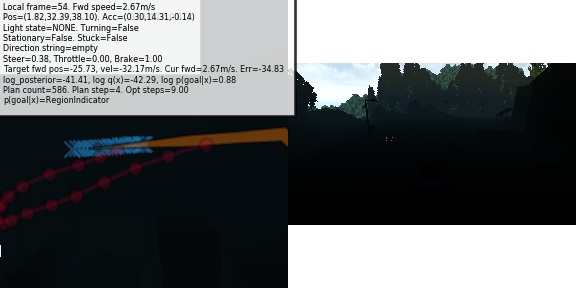 Local frame=54. Fwd speed=2.67m/s
Pos=(1.82,32.39,38.10). Acc=(0.30,14.31,-0.14)
Light state=NONE. Turning=False
Stationary=False. Stuck=False
Direction string=empty
Steer=0.38, Throttle=0.00, Brake=1.00
Target fwd pos=-25.73, vel=-32.17m/s. Cur fwd=2.67m/s. Err=-34.83
log_posterior=-41.41, log q(x)=-42.29, log p(goal|x)=0.88
Plan count=586. Plan step=4. Opt steps=9.00
p(goal|x)=RegionIndicator